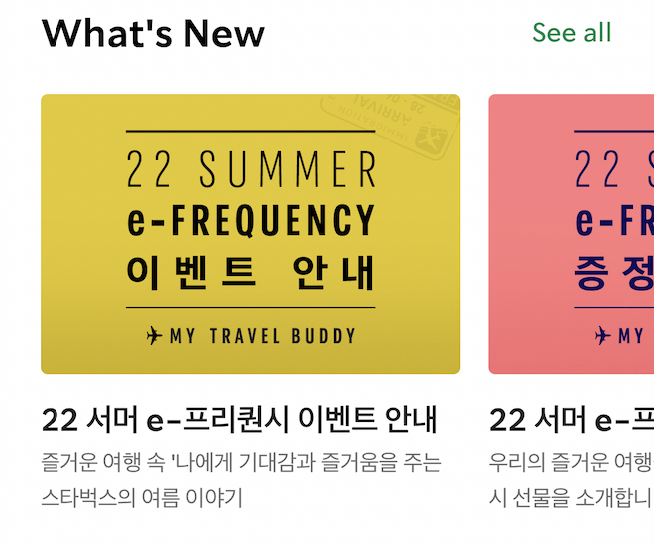 What's New
See all
22 SUMMER
e-FREQUENCY
이벤트 안내
MY TRAVEL BUDDY
22 서머 e-프리퀀시 이벤트 안내
즐거운 여행 속 '나에게 기대감과 즐거움을 주는
스타벅스의 여름 이야기
22 S
e-FR
증정
MY
22 서머 e-프
우리의 즐거운 여행
시 선물을 소개합니
IMMIGRATION
ARRIVAL